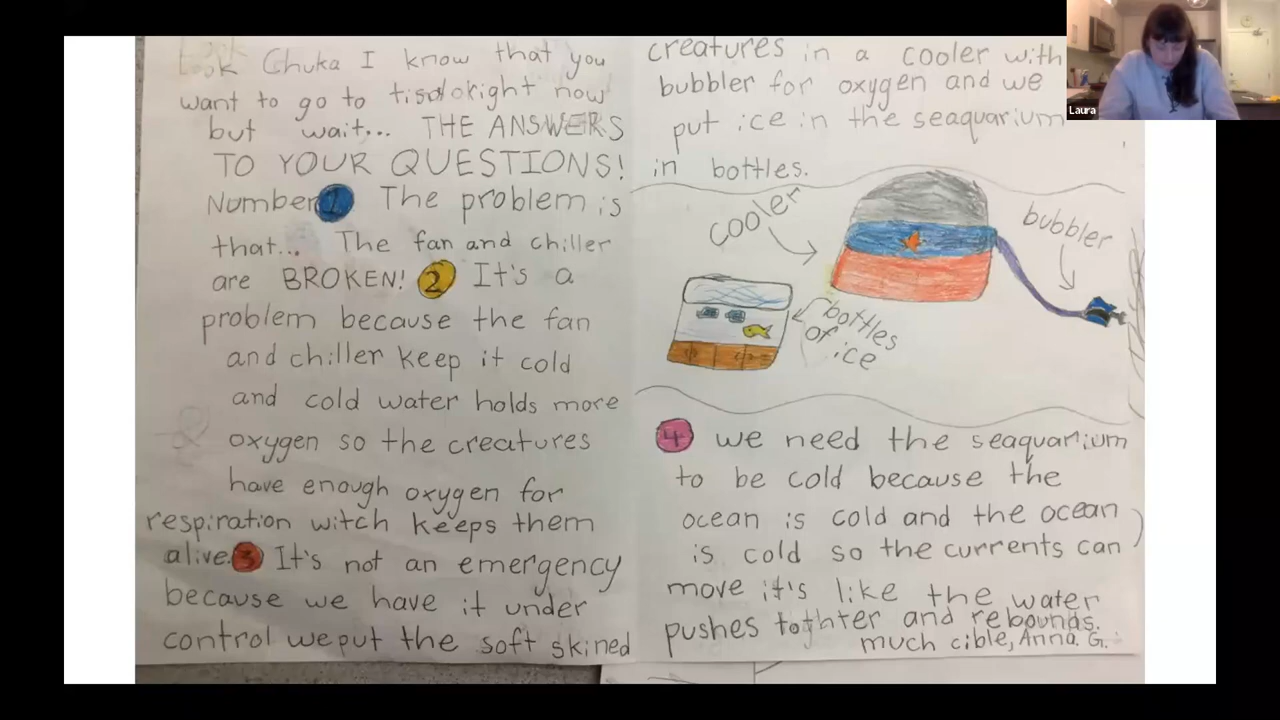 Look Chuka I know that you
want to go to tisdol right now
but wait... THE ANSWERS
TO YOUR QUESTIONS!
Number 1 The problem is
that... The fan and chiller
are BROKEN! 2 It's a
problem because the fan
and chiller keep it cold
and cold water holds more
oxygen so the creatures
have enough oxygen for
respiration witch keeps them
alive. 3 It's not an emergency
because we have it under
control we put the soft skined
creatures in a cooler with
bubbler for oxygen and we
put ice in the seaquarium
in bottles.
cooler
bubbler
bottles
of ice
4 we need the seaquarium
to be cold because the
ocean is cold and the ocean
is cold so the currents can
move it's like the water
pushes tothter and rebounds.
much cible, Anna. G.
Laura